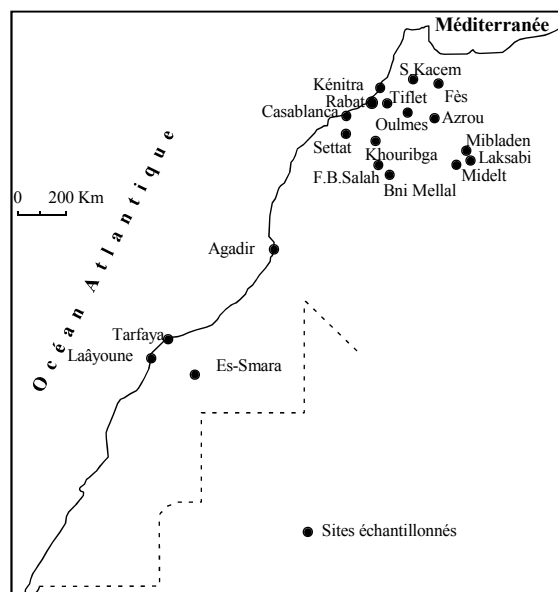 Méditerranée
S.Kacem
Kénitra
Fès
Rabat
Tiflet
Casablanca
Oulmes
Azrou
Settat
Mibladen
Khouribga
Laksabi
F.B.Salah
Midelt
Bni Mellal
0 200 Km
Océan Atlantique
Agadir
Tarfaya
Laâyoune
Es-Smara
Sites échantillonnés